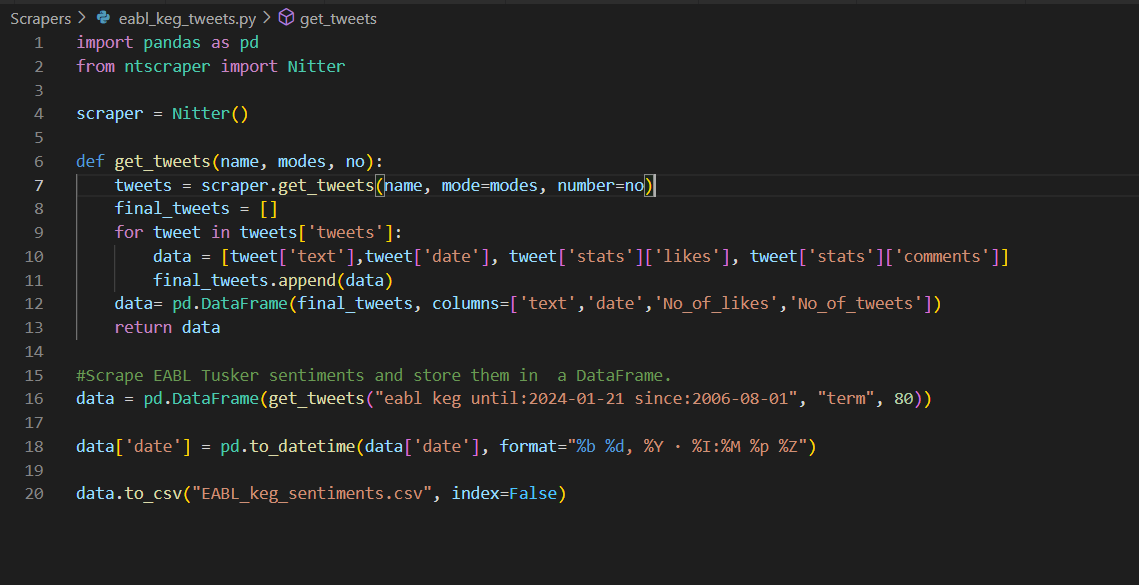 Scrapers > eabl_keg_tweets.py > get_tweets
1 import pandas as pd
2 from ntscraper import Nitter
3
4 scraper = Nitter()
5
6 def get_tweets(name, modes, no):
7     tweets = scraper.get_tweets(name, mode=modes, number=no)
8     final_tweets = []
9     for tweet in tweets['tweets']:
10         data = [tweet['text'],tweet['date'], tweet['stats']['likes'], tweet['stats']['comments']]
11         final_tweets.append(data)
12     data= pd.DataFrame(final_tweets, columns=['text','date','No_of_likes','No_of_tweets'])
13     return data
14
15 #Scrape EABL Tusker sentiments and store them in  a DataFrame.
16 data = pd.DataFrame(get_tweets("eabl keg until:2024-01-21 since:2006-08-01", "term", 80))
17
18 data['date'] = pd.to_datetime(data['date'], format="%b %d, %Y · %I:%M %p %Z")
19
20 data.to_csv("EABL_keg_sentiments.csv", index=False)